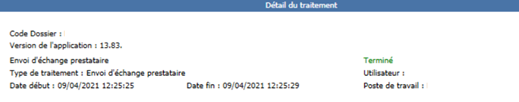 Détail du traitement
Code Dossier :
Version de l'application : 13.83.
Envoi d'échange prestataire Terminé
Type de traitement : Envoi d'échange prestataire Utilisateur :
Date début : 09/04/2021 12:25:25 Date fin : 09/04/2021 12:25:29 Poste de travail :